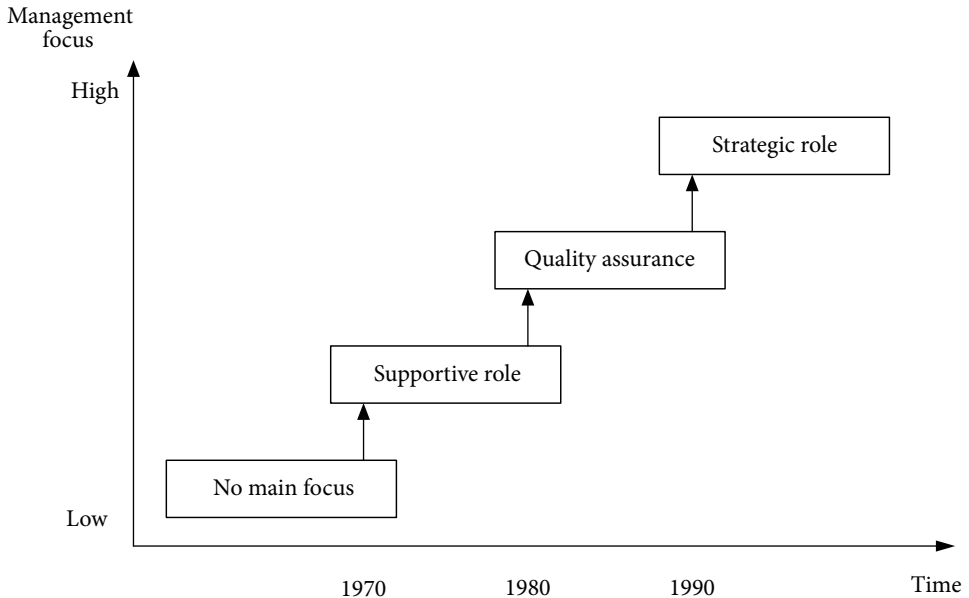 Management
focus
High
Strategic role
Quality assurance
Supportive role
No main focus
Low
1970 1980 1990 Time